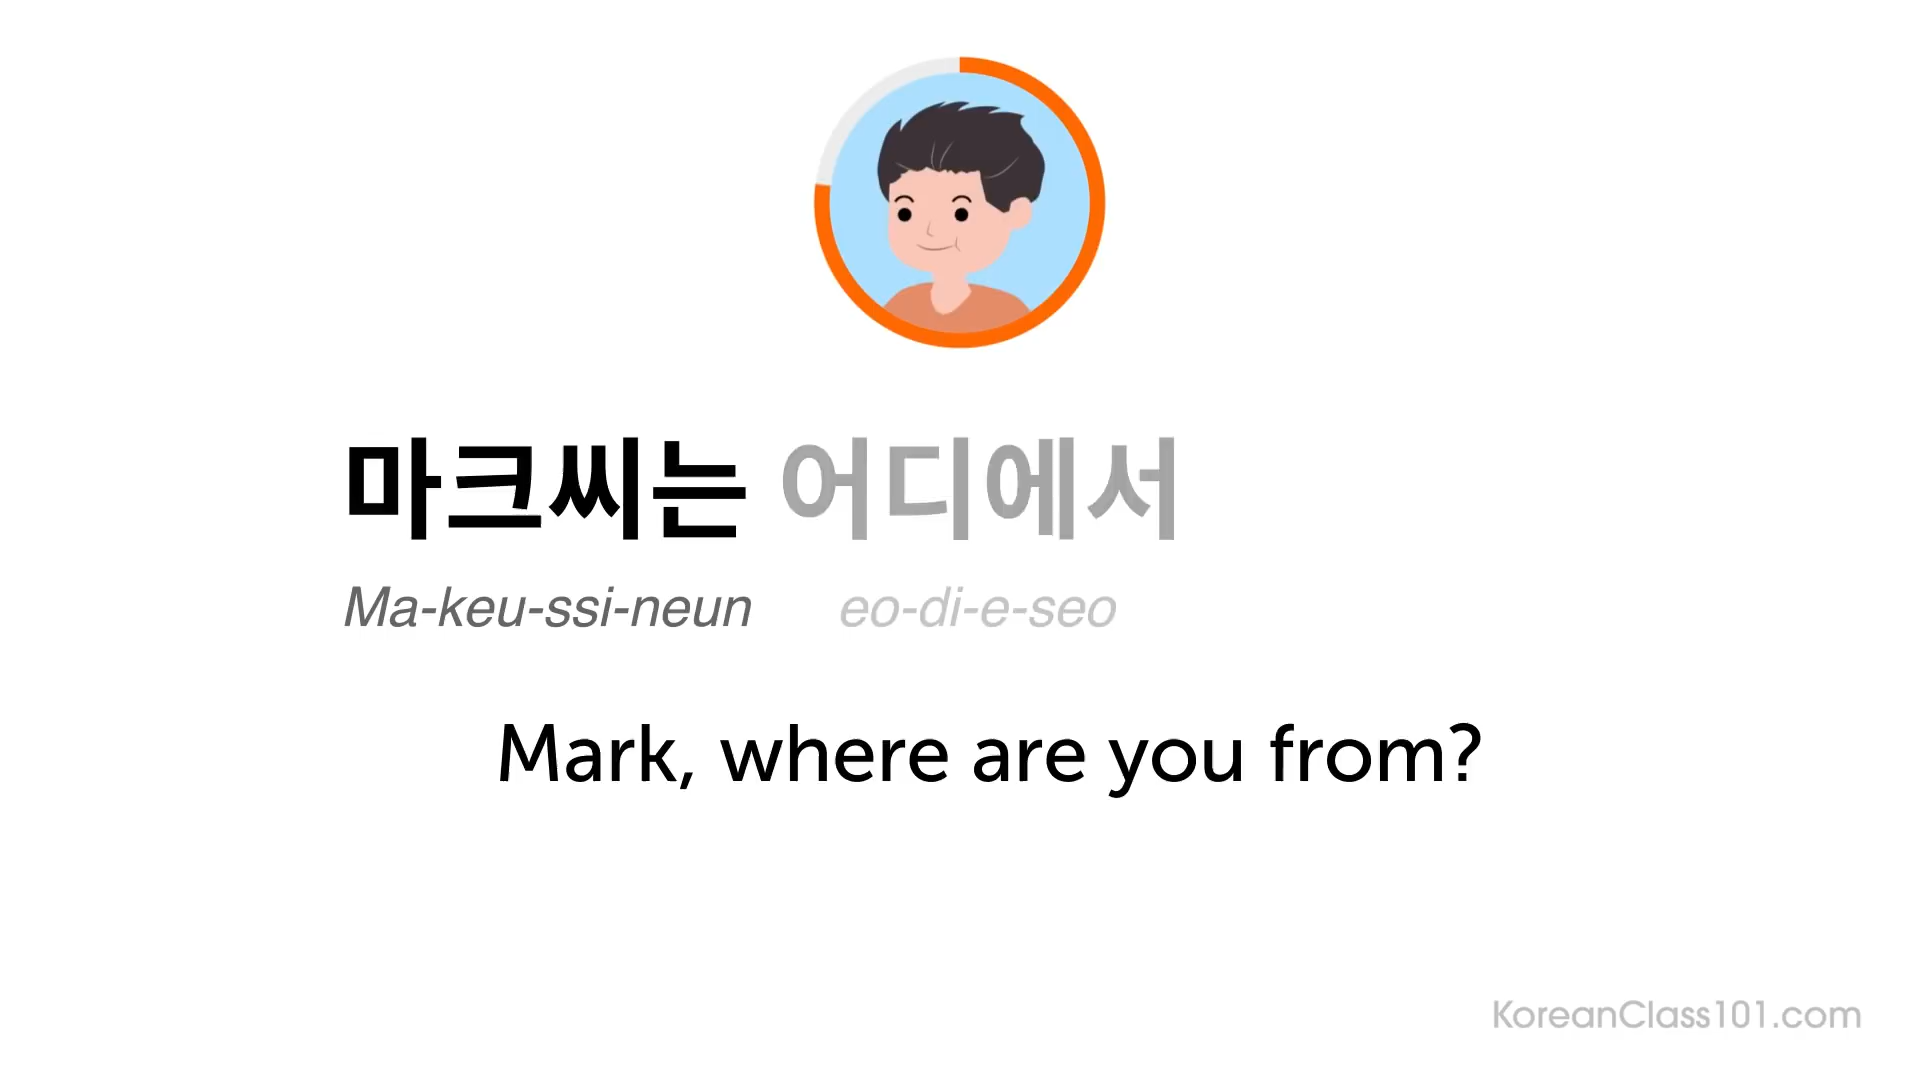 마크씨는 어디에서
Ma-keu-ssi-neun eo-di-e-seo
Mark, where are you from?
KoreanClass101.com